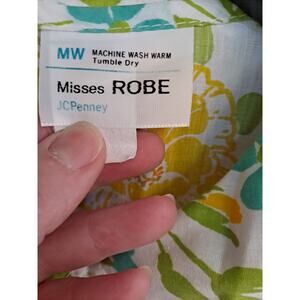 MW MACHINE WASH WARM
Tumble Dry
Misses ROBE
JCPenney